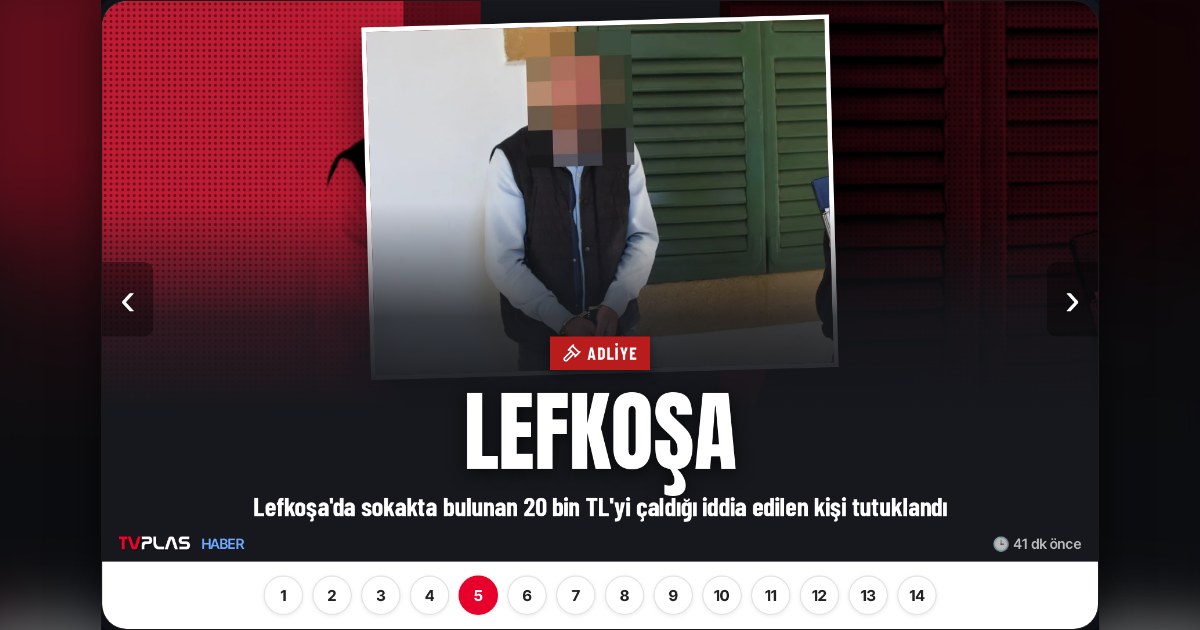 ADLİYE
LEFKOŞA
Lefkoşa'da sokakta bulunan 20 bin TL'yi çaldığı iddia edilen kişi tutuklandı
TVPLAS HABER
41 dk önce
1 2 3 4 5 6 7 8 9 10 11 12 13 14